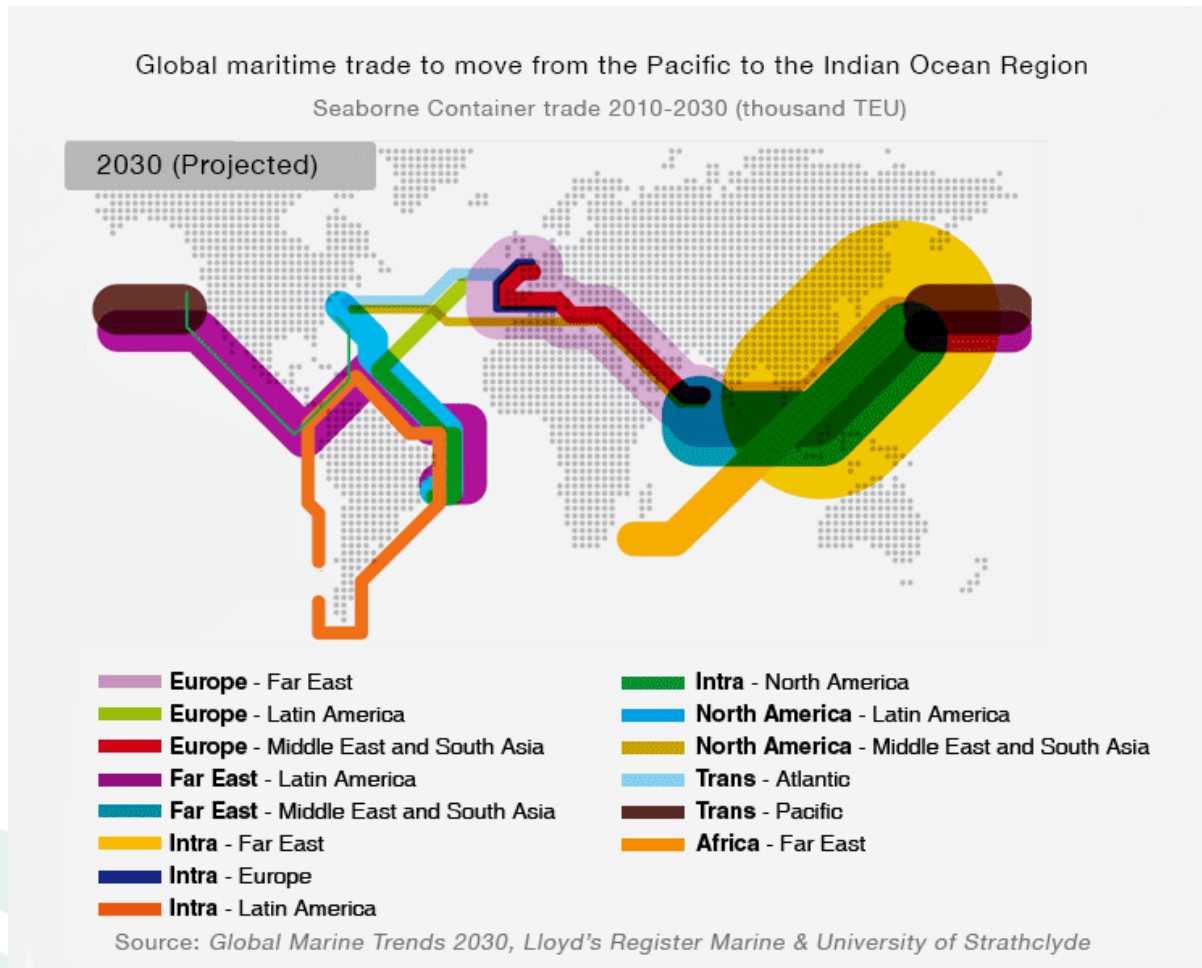 Global maritime trade to move from the Pacific to the Indian Ocean Region
Seaborne Container trade 2010-2030 (thousand TEU)
2030 (Projected)
Europe - Far East
Europe - Latin America
Europe - Middle East and South Asia
Far East - Latin America
Far East - Middle East and South Asia
Intra - Far East
Intra - Europe
Intra - Latin America
Intra - North America
North America - Latin America
North America - Middle East and South Asia
Trans - Atlantic
Trans - Pacific
Africa - Far East
Source: Global Marine Trends 2030, Lloyd's Register Marine & University of Strathclyde